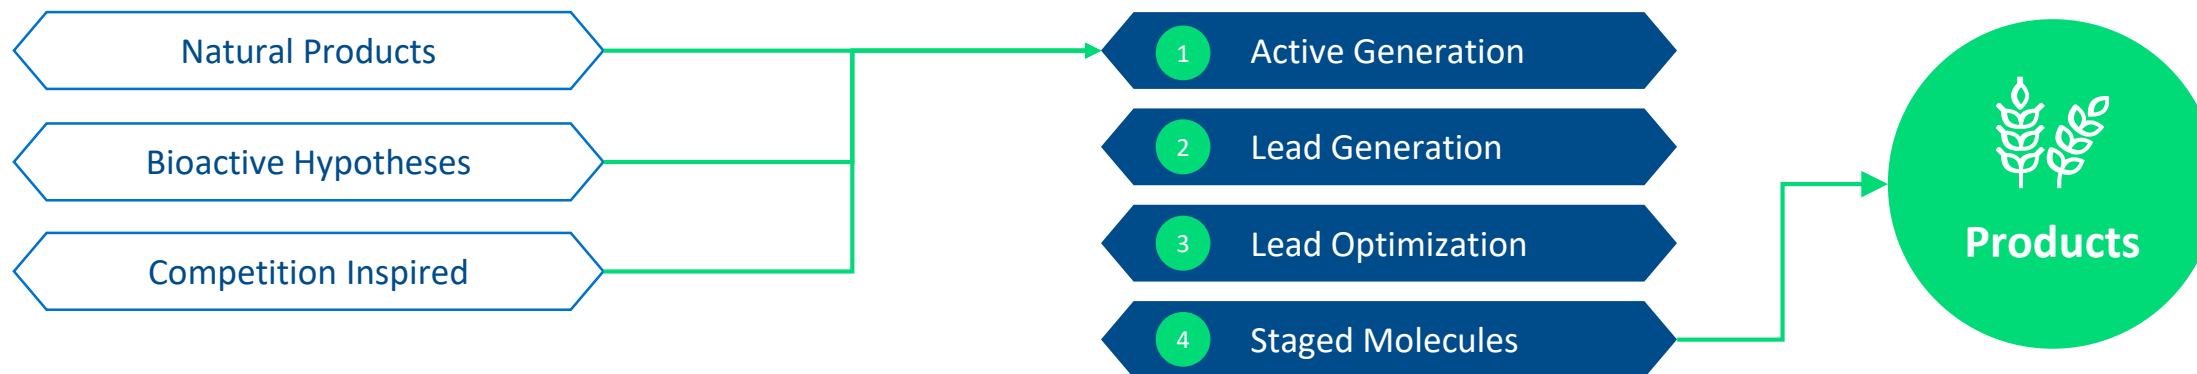 Natural Products
Bioactive Hypotheses
Competition Inspired
1 Active Generation
2 Lead Generation
3 Lead Optimization
4 Staged Molecules
Products